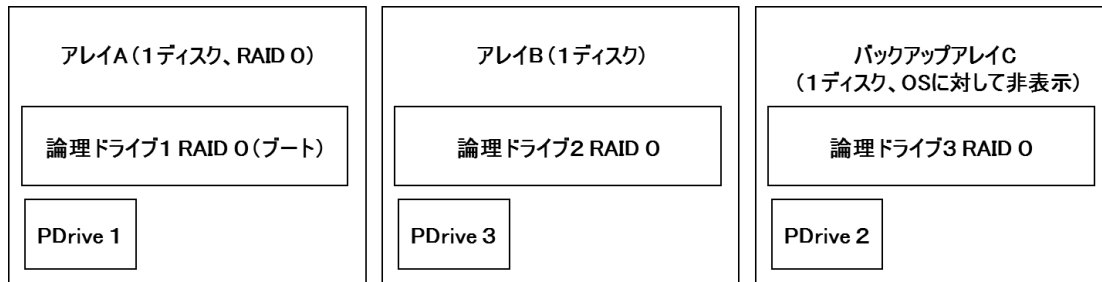 アレイA（1ディスク、RAID 0）
論理ドライブ1 RAID 0（ブート）
PDrive 1
アレイB（1ディスク）
論理ドライブ2 RAID 0
PDrive 3
バックアップアレイC
（1ディスク、OSに対して非表示）
論理ドライブ3 RAID 0
PDrive 2